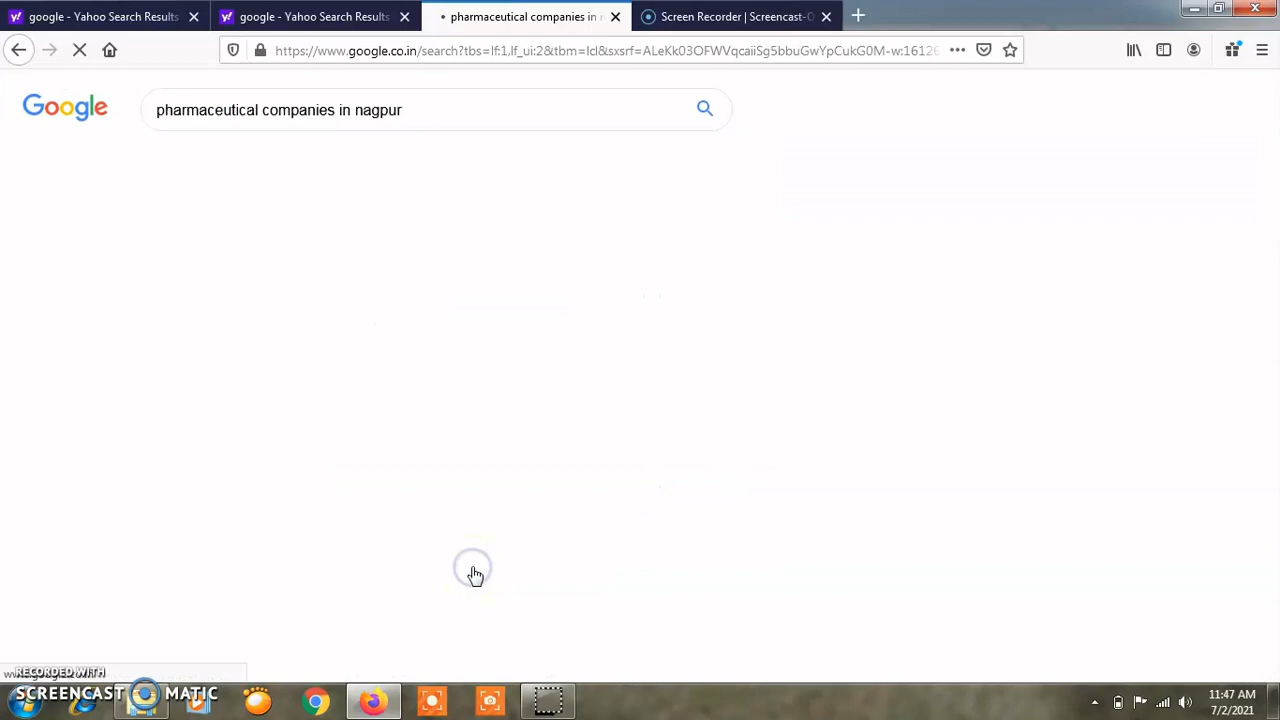 google - Yahoo Search Results
google - Yahoo Search Results
pharmaceutical companies in n
Screen Recorder | Screencast-O
https://www.google.co.in/search?tbs=lf:1,lf_ui:2&tbm=lcl&sxsrf=ALeKk03OFWVqcaiiSg5bbuGwYpCukG0M-w:16126
Google
pharmaceutical companies in nagpur
RECORDED WITH
SCREENCAST MATIC
11:47 AM
7/2/2021